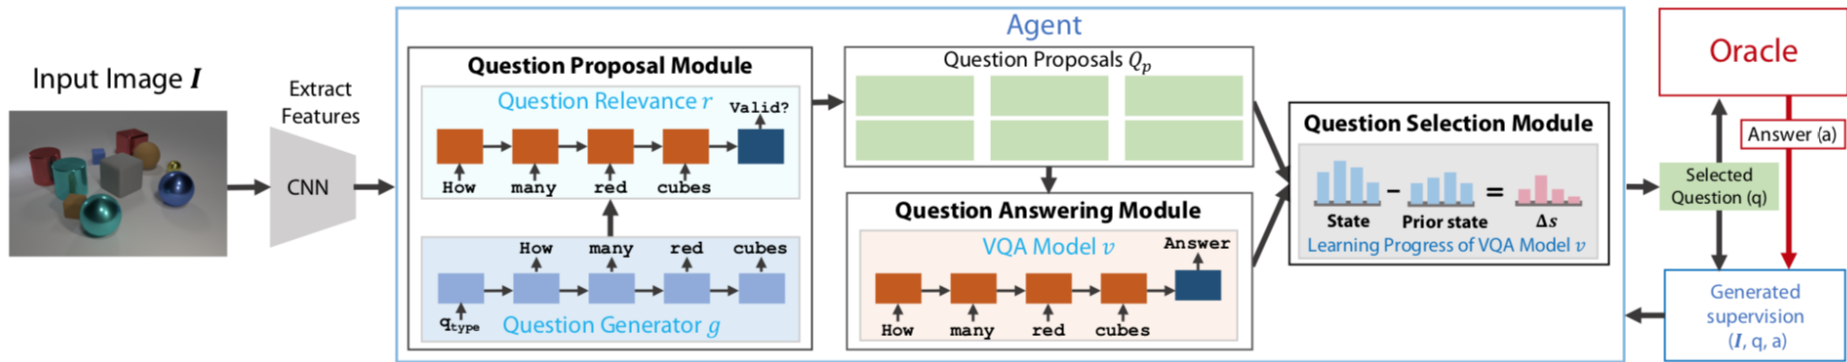 Input Image I
Extract
Features
CNN
Agent
Question Proposal Module
Question Relevance r
Valid?
How many red cubes
How many red cubes
q_type
Question Generator g
Question Proposals Q_p
Question Answering Module
VQA Model v
Answer
How many red cubes
Question Selection Module
State − Prior state = Δs
Learning Progress of VQA Model v
Oracle
Answer (a)
Selected
Question (q)
Generated
supervision
(I, q, a)